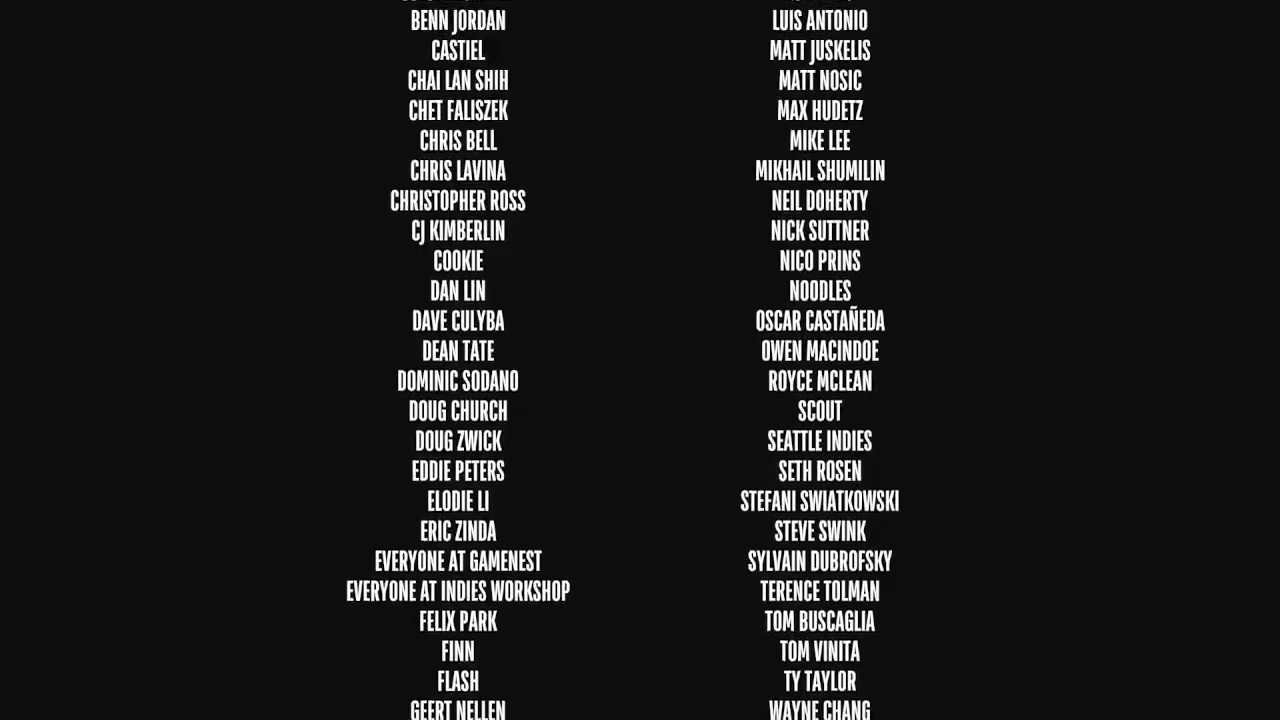 BENN JORDAN
CASTIEL
CHAI LAN SHIH
CHET FALISZEK
CHRIS BELL
CHRIS LAVINA
CHRISTOPHER ROSS
CJ KIMBERLIN
COOKIE
DAN LIN
DAVE CULYBA
DEAN TATE
DOMINIC SODANO
DOUG CHURCH
DOUG ZWICK
EDDIE PETERS
ELODIE LI
ERIC ZINDA
EVERYONE AT GAMENEST
EVERYONE AT INDIES WORKSHOP
FELIX PARK
FINN
FLASH
GEERT NELLEN
LUIS ANTONIO
MATT JUSKELIS
MATT NOSIC
MAX HUDETZ
MIKE LEE
MIKHAIL SHUMILIN
NEIL DOHERTY
NICK SUTTNER
NICO PRINS
NOODLES
OSCAR CASTAÑEDA
OWEN MACINDOE
ROYCE MCLEAN
SCOUT
SEATTLE INDIES
SETH ROSEN
STEFANI SWIATKOWSKI
STEVE SWINK
SYLVAIN DUBROFSKY
TERENCE TOLMAN
TOM BUSCAGLIA
TOM VINITA
TY TAYLOR
WAYNE CHANG